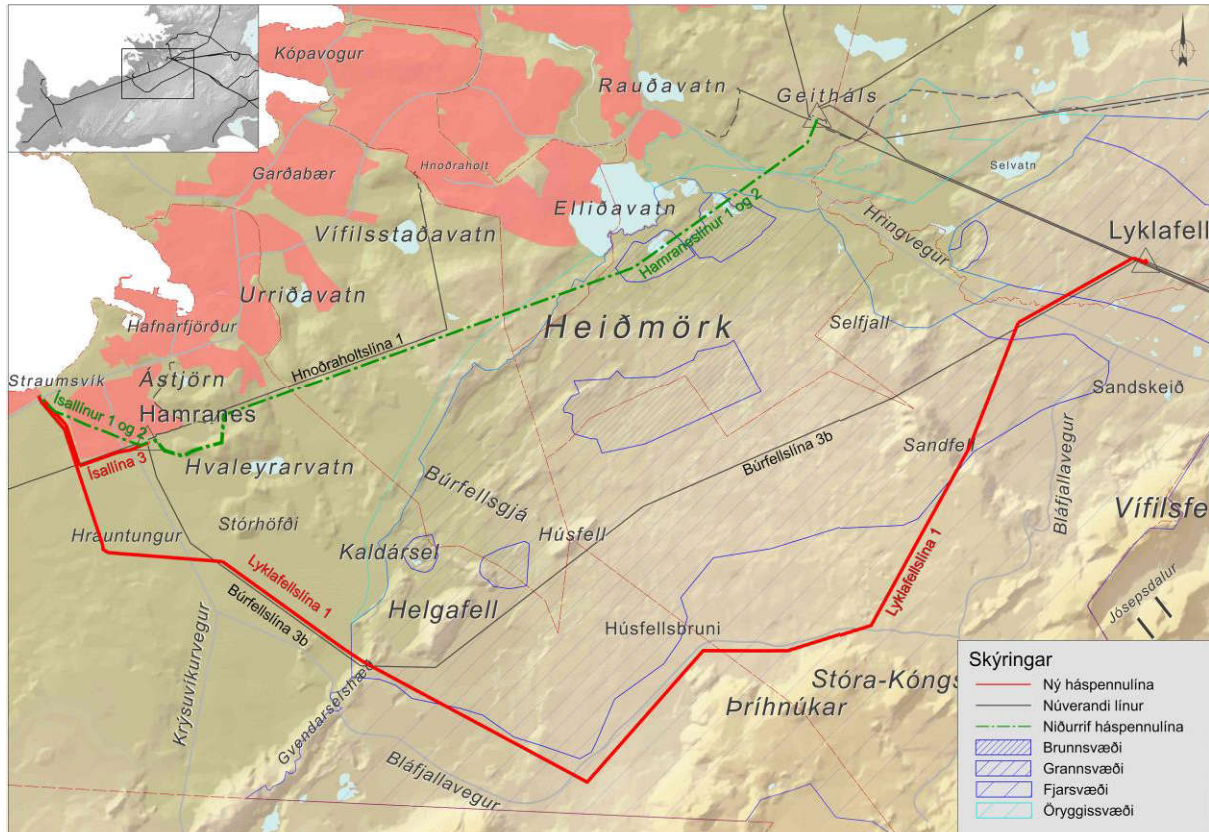 Kópavogur
Rauðavatn
Geitháls
Garðabær
Hnoðraholt
Selvatn
Elliðavatn
Hamraneslínur 1 og 2
Hringvegur
Vífilsstaðavatn
Lyklafell
Urriðavatn
Hafnarfjörður
Heiðmörk
Selfjall
Hnoðraholtslína 1
Straumsvík
Ástjörn
Ísallínur 1 og 2
Hamranes
Sandskeið
Ísallína 3
Hvaleyrarvatn
Sandfell
Búrfellslína 3b
Bláfjallavegur
Búrfellsgjá
Vífilsfe
Stórhöfði
Hrauntungur
Húsfell
Kaldársel
Lyklafellslína 1
Lyklafellslína 1
Helgafell
Jósepsdalur
Búrfellslína 3b
Húsfellsbruni
Krýsuvíkurvegur
Gvendarselshæð
Stóra-Kóngs
Þríhnúkar
Bláfjallavegur
Skýringar
Ný háspennulína
Núverandi línur
Niðurrif háspennulína
Brunnsvæði
Grannsvæði
Fjarsvæði
Öryggissvæði